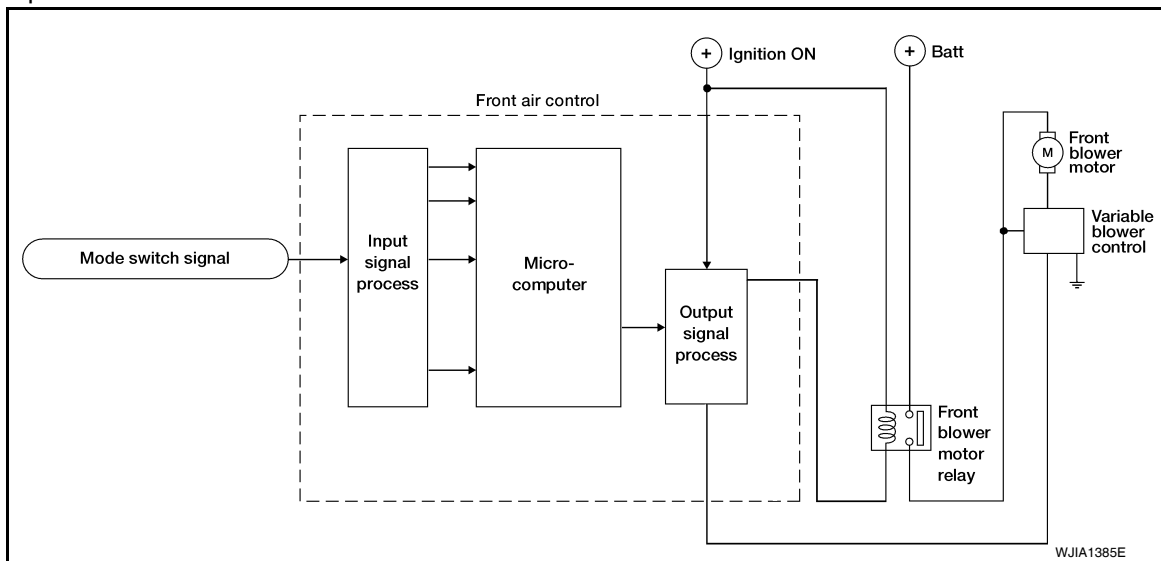 +
Ignition ON
+
Batt
Front air control
Front
blower
motor
M
Variable
blower
control
Mode switch signal
Input
signal
process
Micro-
computer
Output
signal
process
Front
blower
motor
relay
WJIA1385E